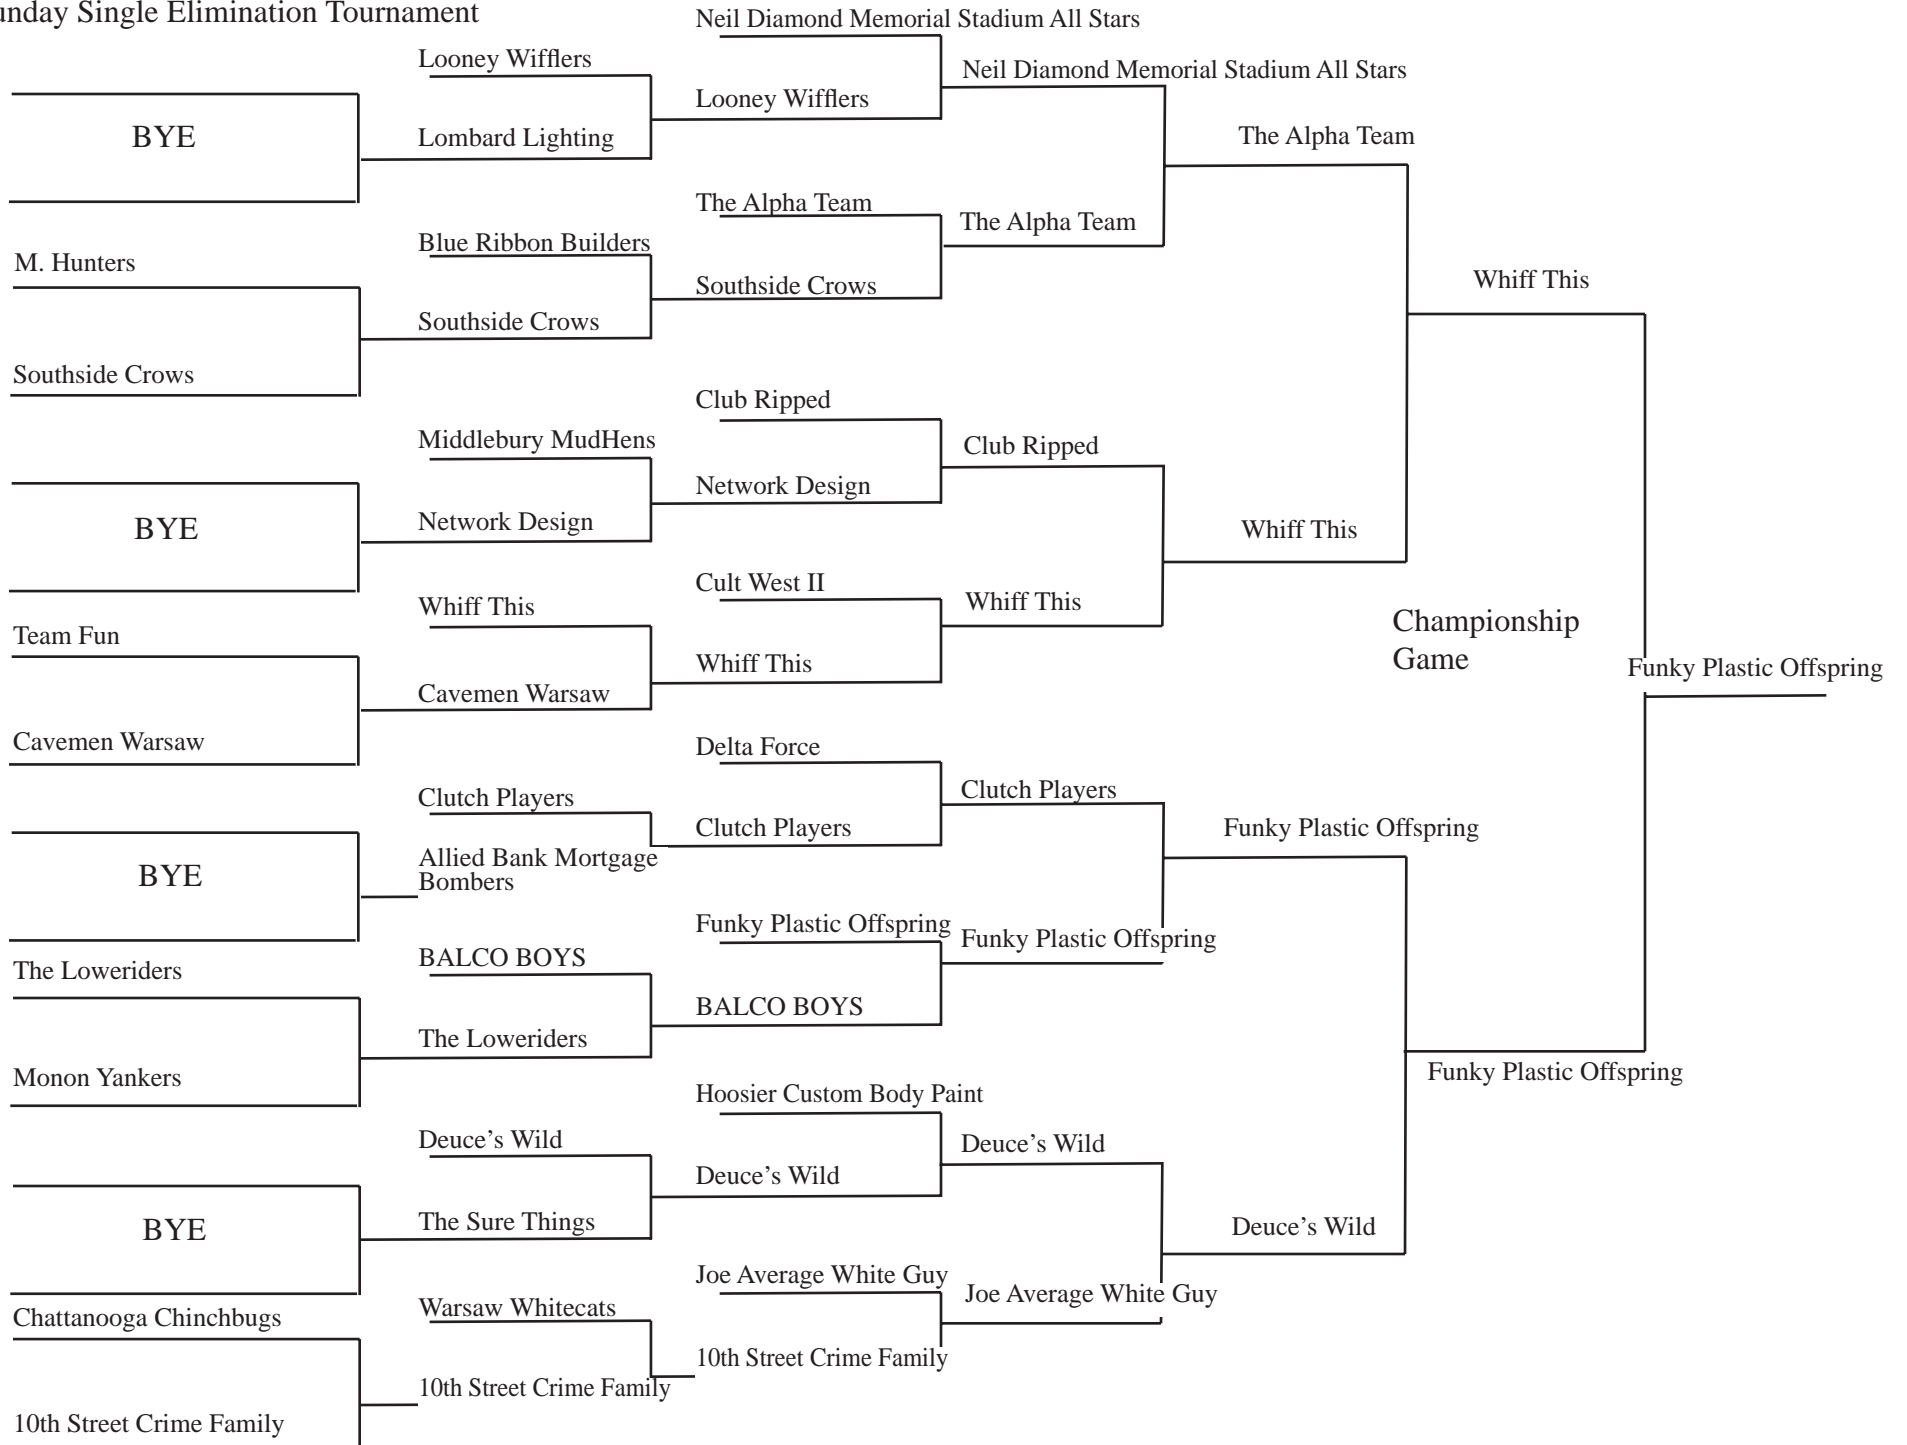 unday Single Elimination Tournament
BYE
M. Hunters
Southside Crows
BYE
Team Fun
Cavemen Warsaw
BYE
The Loweriders
Monon Yankers
BYE
Chattanooga Chinchbugs
10th Street Crime Family
Looney Wifflers
Lombard Lighting
Blue Ribbon Builders
Southside Crows
Middlebury MudHens
Network Design
Whiff This
Cavemen Warsaw
Clutch Players
Allied Bank Mortgage
Bombers
BALCO BOYS
The Loweriders
Deuce’s Wild
The Sure Things
Warsaw Whitecats
10th Street Crime Family
Neil Diamond Memorial Stadium All Stars
Looney Wifflers
The Alpha Team
Southside Crows
Club Ripped
Network Design
Cult West II
Whiff This
Delta Force
Clutch Players
Funky Plastic Offspring
BALCO BOYS
Hoosier Custom Body Paint
Deuce’s Wild
Joe Average White Guy
10th Street Crime Family
Neil Diamond Memorial Stadium All Stars
The Alpha Team
Club Ripped
Whiff This
Clutch Players
Funky Plastic Offspring
Deuce’s Wild
Joe Average White Guy
The Alpha Team
Whiff This
Funky Plastic Offspring
Deuce’s Wild
Whiff This
Championship
Game
Funky Plastic Offspring
Funky Plastic Offspring